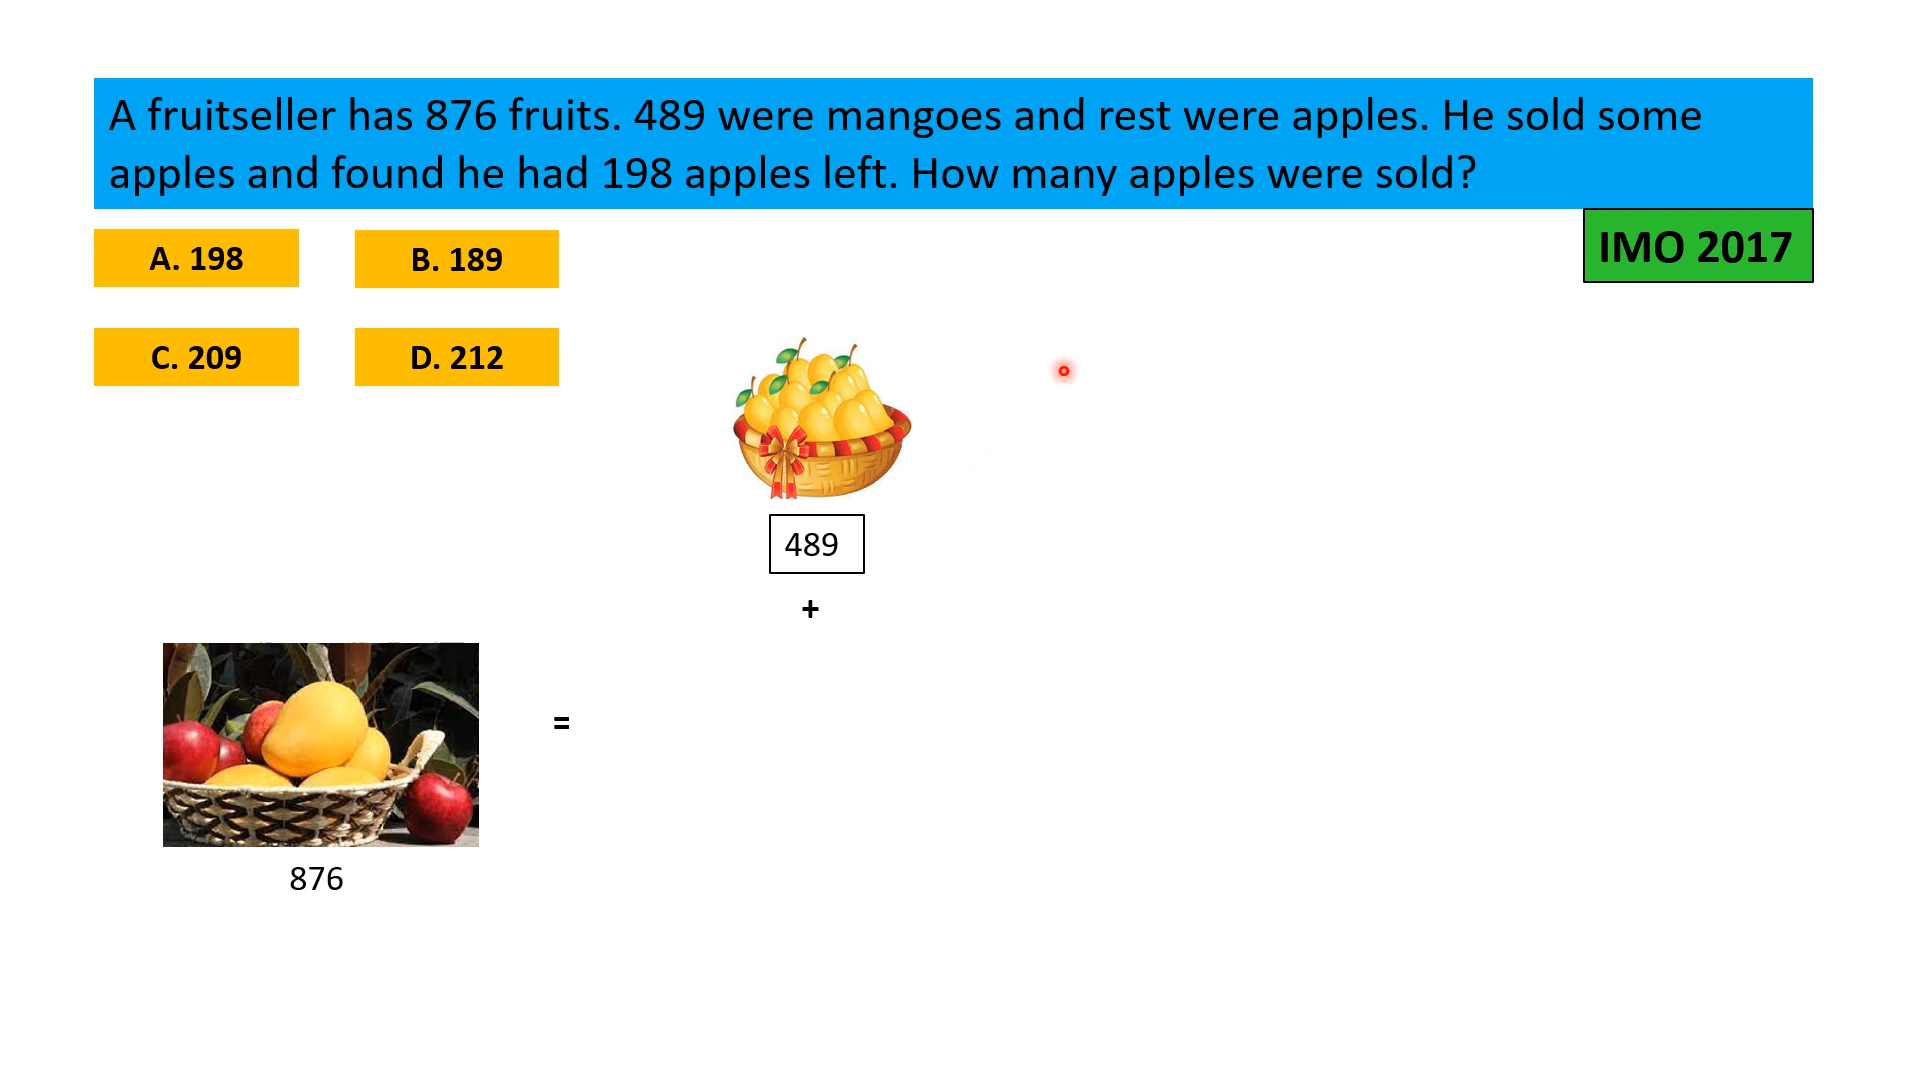 A fruitseller has 876 fruits. 489 were mangoes and rest were apples. He sold some
apples and found he had 198 apples left. How many apples were sold?
IMO 2017
A. 198
B. 189
C. 209
D. 212
489
+
=
876